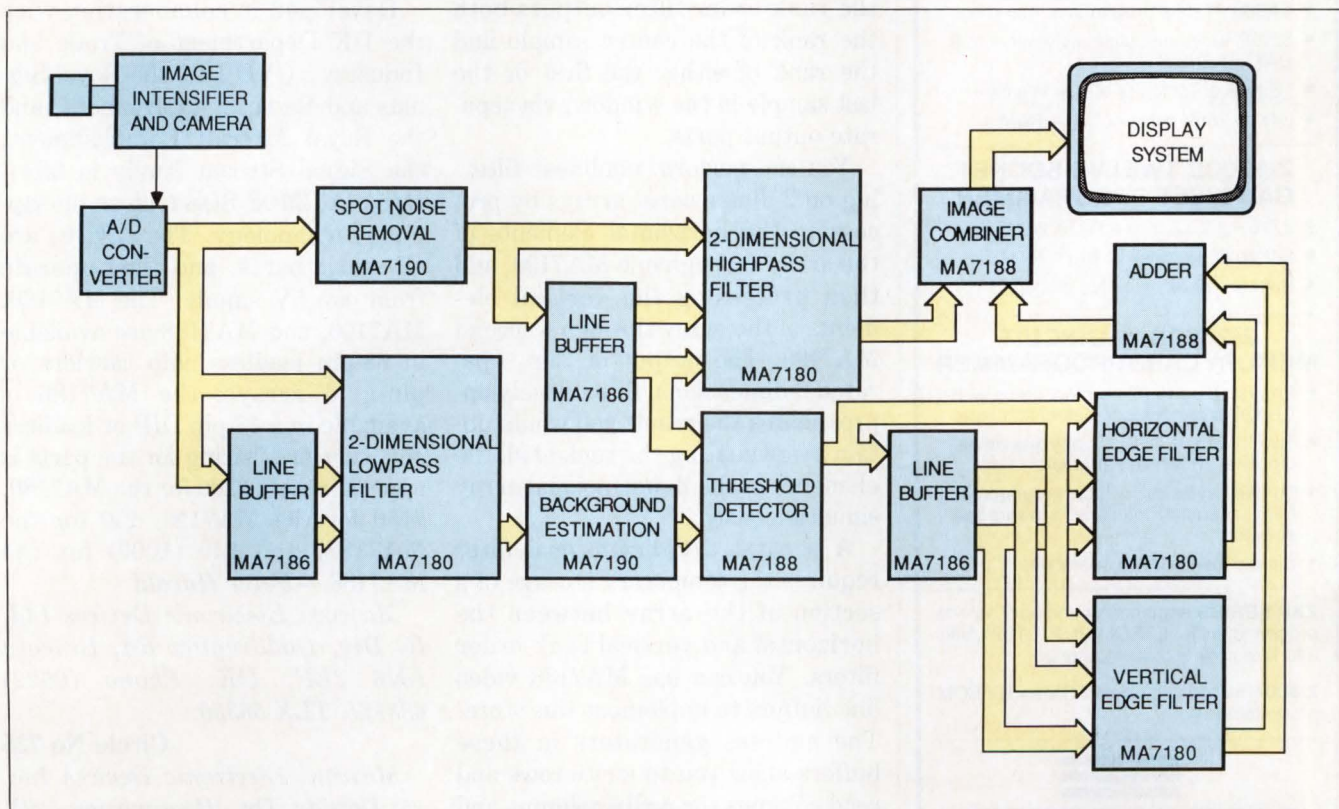 IMAGE
INTENSIFIER
AND CAMERA
A/D
CON-
VERTER
SPOT NOISE
REMOVAL
MA7190
LINE
BUFFER
MA7186
2-DIMENSIONAL
HIGHPASS
FILTER
MA7180
IMAGE
COMBINER
MA7188
DISPLAY
SYSTEM
ADDER
MA7188
LINE
BUFFER
MA7186
2-DIMENSIONAL
LOWPASS
FILTER
MA7180
BACKGROUND
ESTIMATION
MA7190
THRESHOLD
DETECTOR
MA7188
LINE
BUFFER
MA7186
HORIZONTAL
EDGE FILTER
MA7180
VERTICAL
EDGE FILTER
MA7180